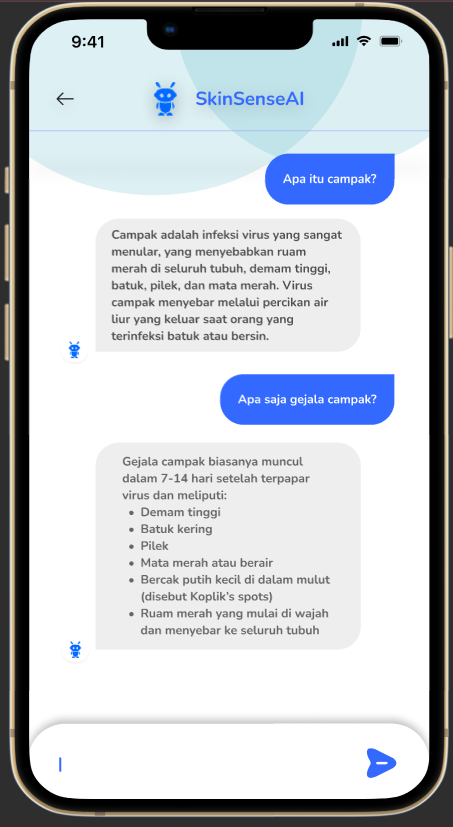 9:41
SkinSenseAI
Apa itu campak?
Campak adalah infeksi virus yang sangat
menular, yang menyebabkan ruam
merah di seluruh tubuh, demam tinggi,
batuk, pilek, dan mata merah. Virus
campak menyebar melalui percikan air
liur yang keluar saat orang yang
terinfeksi batuk atau bersin.
Apa saja gejala campak?
Gejala campak biasanya muncul
dalam 7-14 hari setelah terpapar
virus dan meliputi:
• Demam tinggi
• Batuk kering
• Pilek
• Mata merah atau berair
• Bercak putih kecil di dalam mulut
(disebut Koplik's spots)
• Ruam merah yang mulai di wajah
dan menyebar ke seluruh tubuh